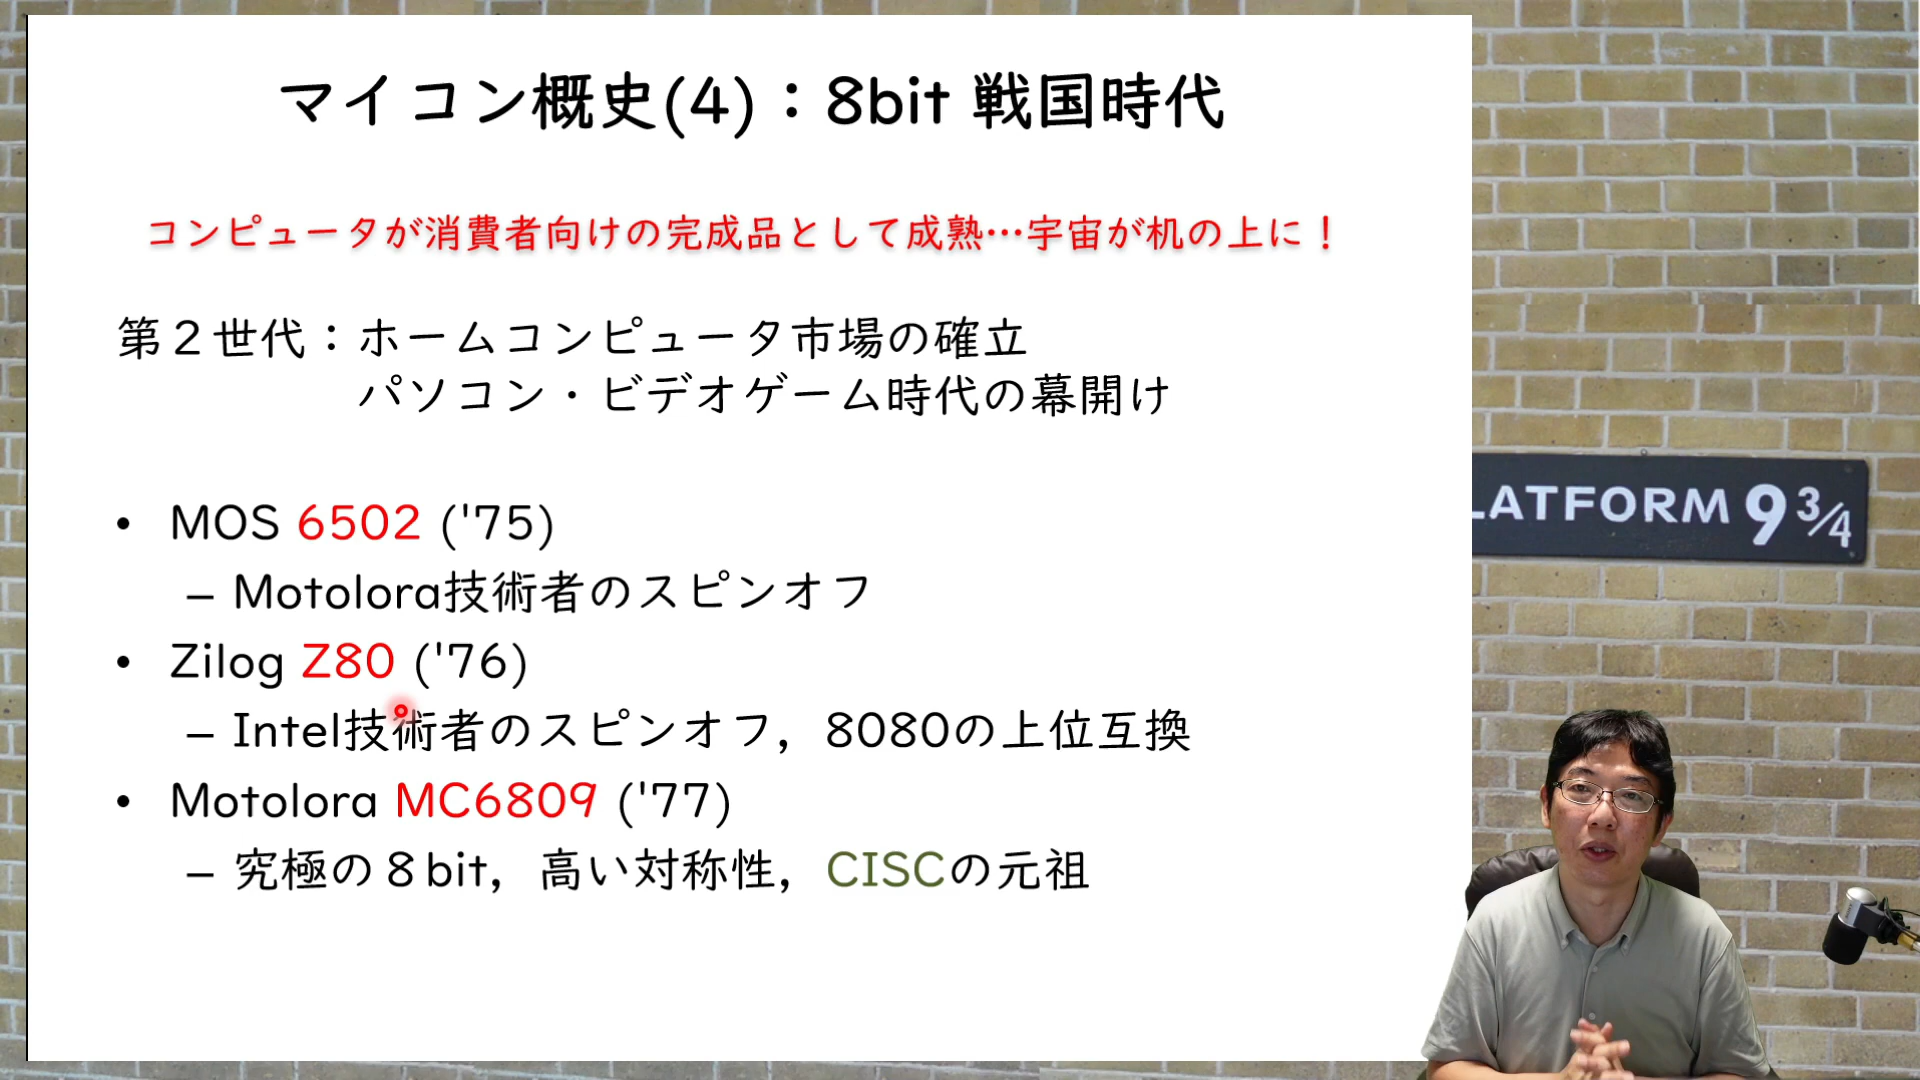 マイコン概史(4)：8bit 戦国時代
コンピュータが消費者向けの完成品として成熟…宇宙が机の上に！
第２世代：ホームコンピュータ市場の確立
パソコン・ビデオゲーム時代の幕開け
• MOS 6502 ('75)
– Motolora技術者のスピンオフ
• Zilog Z80 ('76)
– Intel技術者のスピンオフ，8080の上位互換
• Motolora MC6809 ('77)
– 究極の８bit，高い対称性，CISCの元祖
LATFORM 9 3/4